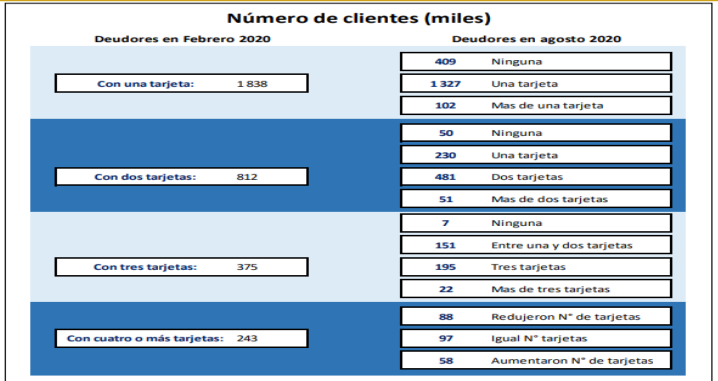 Número de clientes (miles)
Deudores en Febrero 2020 Deudores en agosto 2020
409 Ninguna
Con una tarjeta: 1 838 1 327 Una tarjeta
102 Mas de una tarjeta
50 Ninguna
230 Una tarjeta
Con dos tarjetas: 812 481 Dos tarjetas
51 Mas de dos tarjetas
7 Ninguna
151 Entre una y dos tarjetas
Con tres tarjetas: 375 195 Tres tarjetas
22 Mas de tres tarjetas
88 Redujeron N° de tarjetas
Con cuatro o más tarjetas: 243 97 Igual N° tarjetas
58 Aumentaron N° de tarjetas